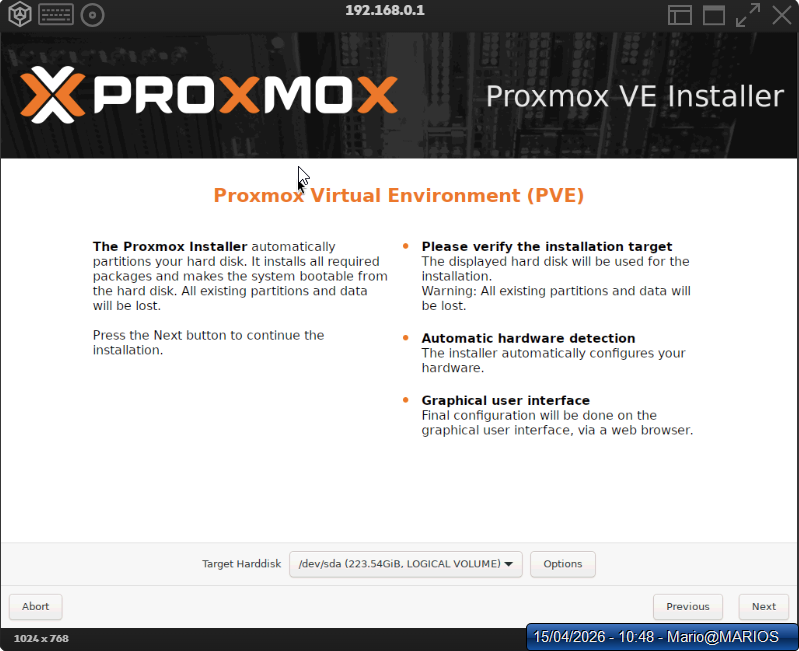 192.168.0.1
PROXMOX
Proxmox VE Installer
Proxmox Virtual Environment (PVE)
The Proxmox Installer automatically
partitions your hard disk. It installs all required
packages and makes the system bootable from
the hard disk. All existing partitions and data
will be lost.
Press the Next button to continue the
installation.
Please verify the installation target
The displayed hard disk will be used for the
installation.
Warning: All existing partitions and data will
be lost.
Automatic hardware detection
The installer automatically configures your
hardware.
Graphical user interface
Final configuration will be done on the
graphical user interface, via a web browser.
Target Harddisk
/dev/sda (223.54GiB, LOGICAL VOLUME)
Options
Abort
Previous
Next
1024 x 768
15/04/2026 - 10:48 - Mario@MARIOS